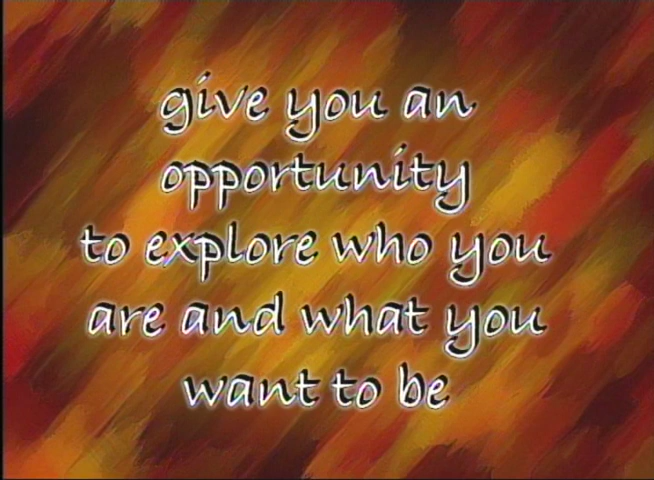 give you an
opportunity
to explore who you
are and what you
want to be